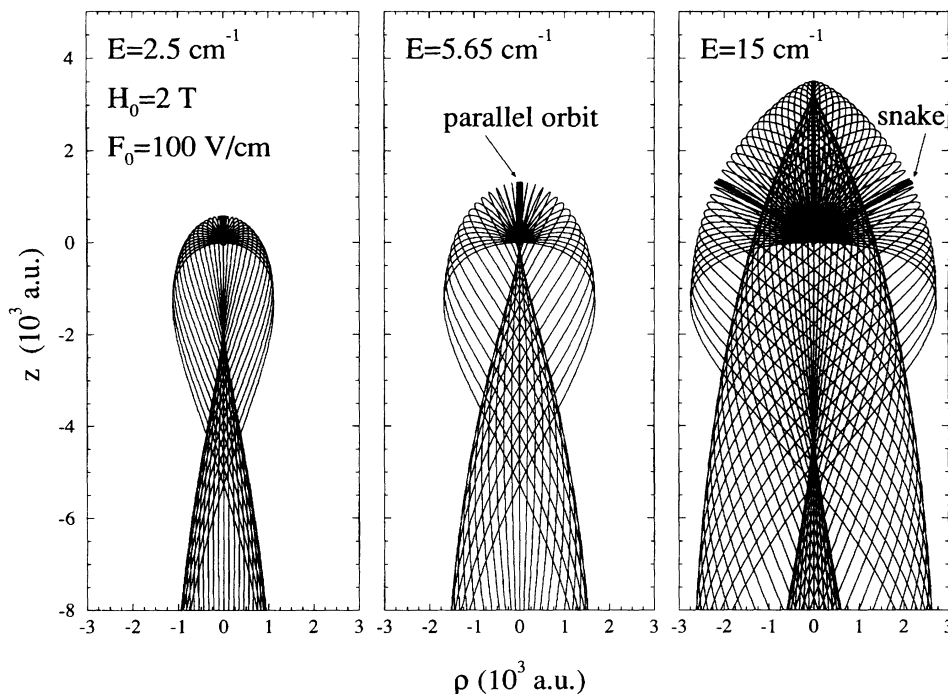 E=2.5 cm⁻¹
H₀=2 T
F₀=100 V/cm
E=5.65 cm⁻¹
parallel orbit
E=15 cm⁻¹
snake
z (10³ a.u.)
4
2
0
-2
-4
-6
-8
-3 -2 -1 0 1 2 3
-3 -2 -1 0 1 2 3
-3 -2 -1 0 1 2 3
ρ (10³ a.u.)